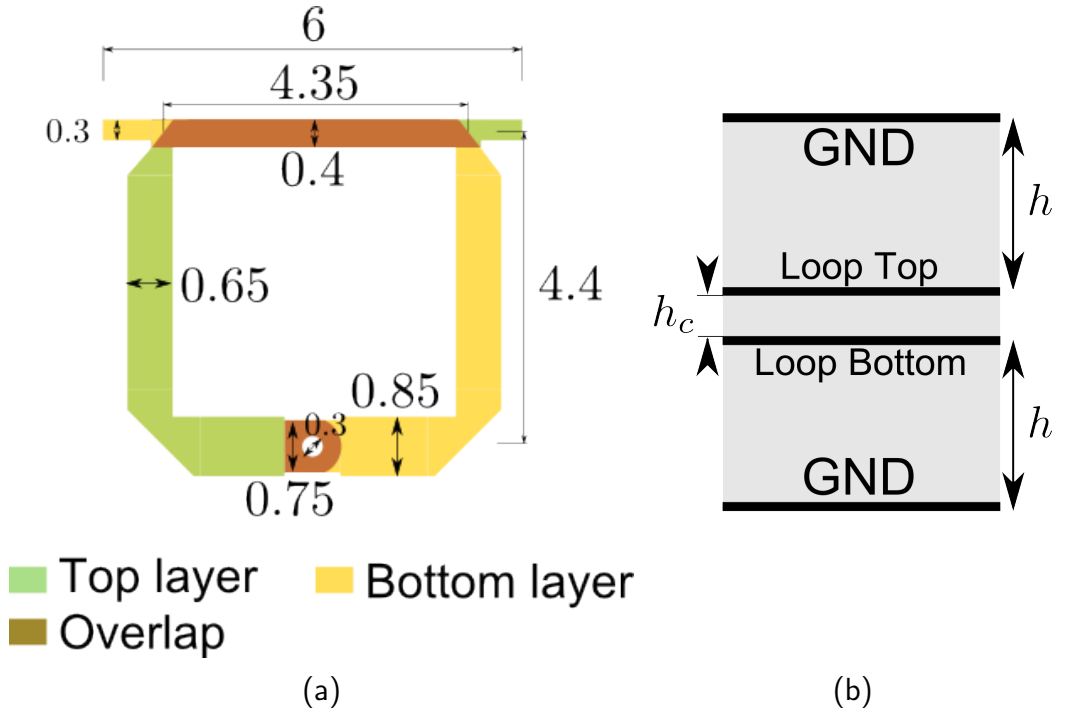 6
4.35
0.3
0.4
0.65
4.4
0.85
0.3
0.75
Top layer
Bottom layer
Overlap
(a)
GND
h
Loop Top
h_c
Loop Bottom
h
GND
(b)